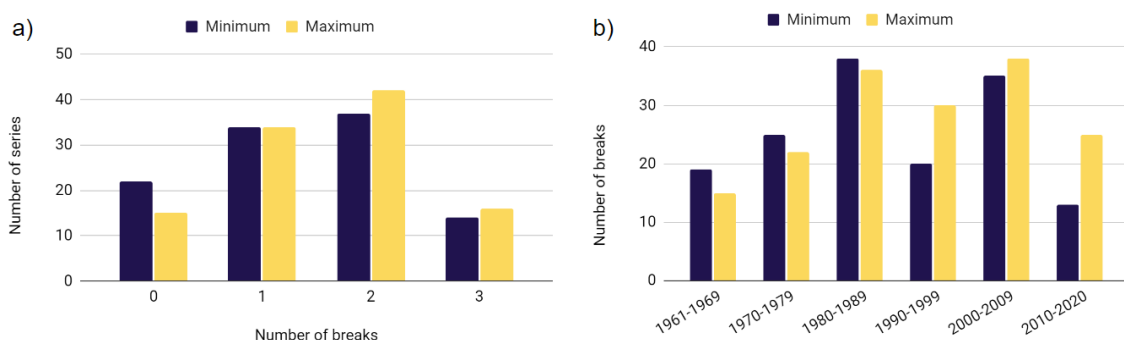 a)
Minimum Maximum
Number of series
50
40
30
20
10
0
0 1 2 3
Number of breaks
b)
Minimum Maximum
Number of breaks
40
30
20
10
0
1961-1969 1970-1979 1980-1989 1990-1999 2000-2009 2010-2020